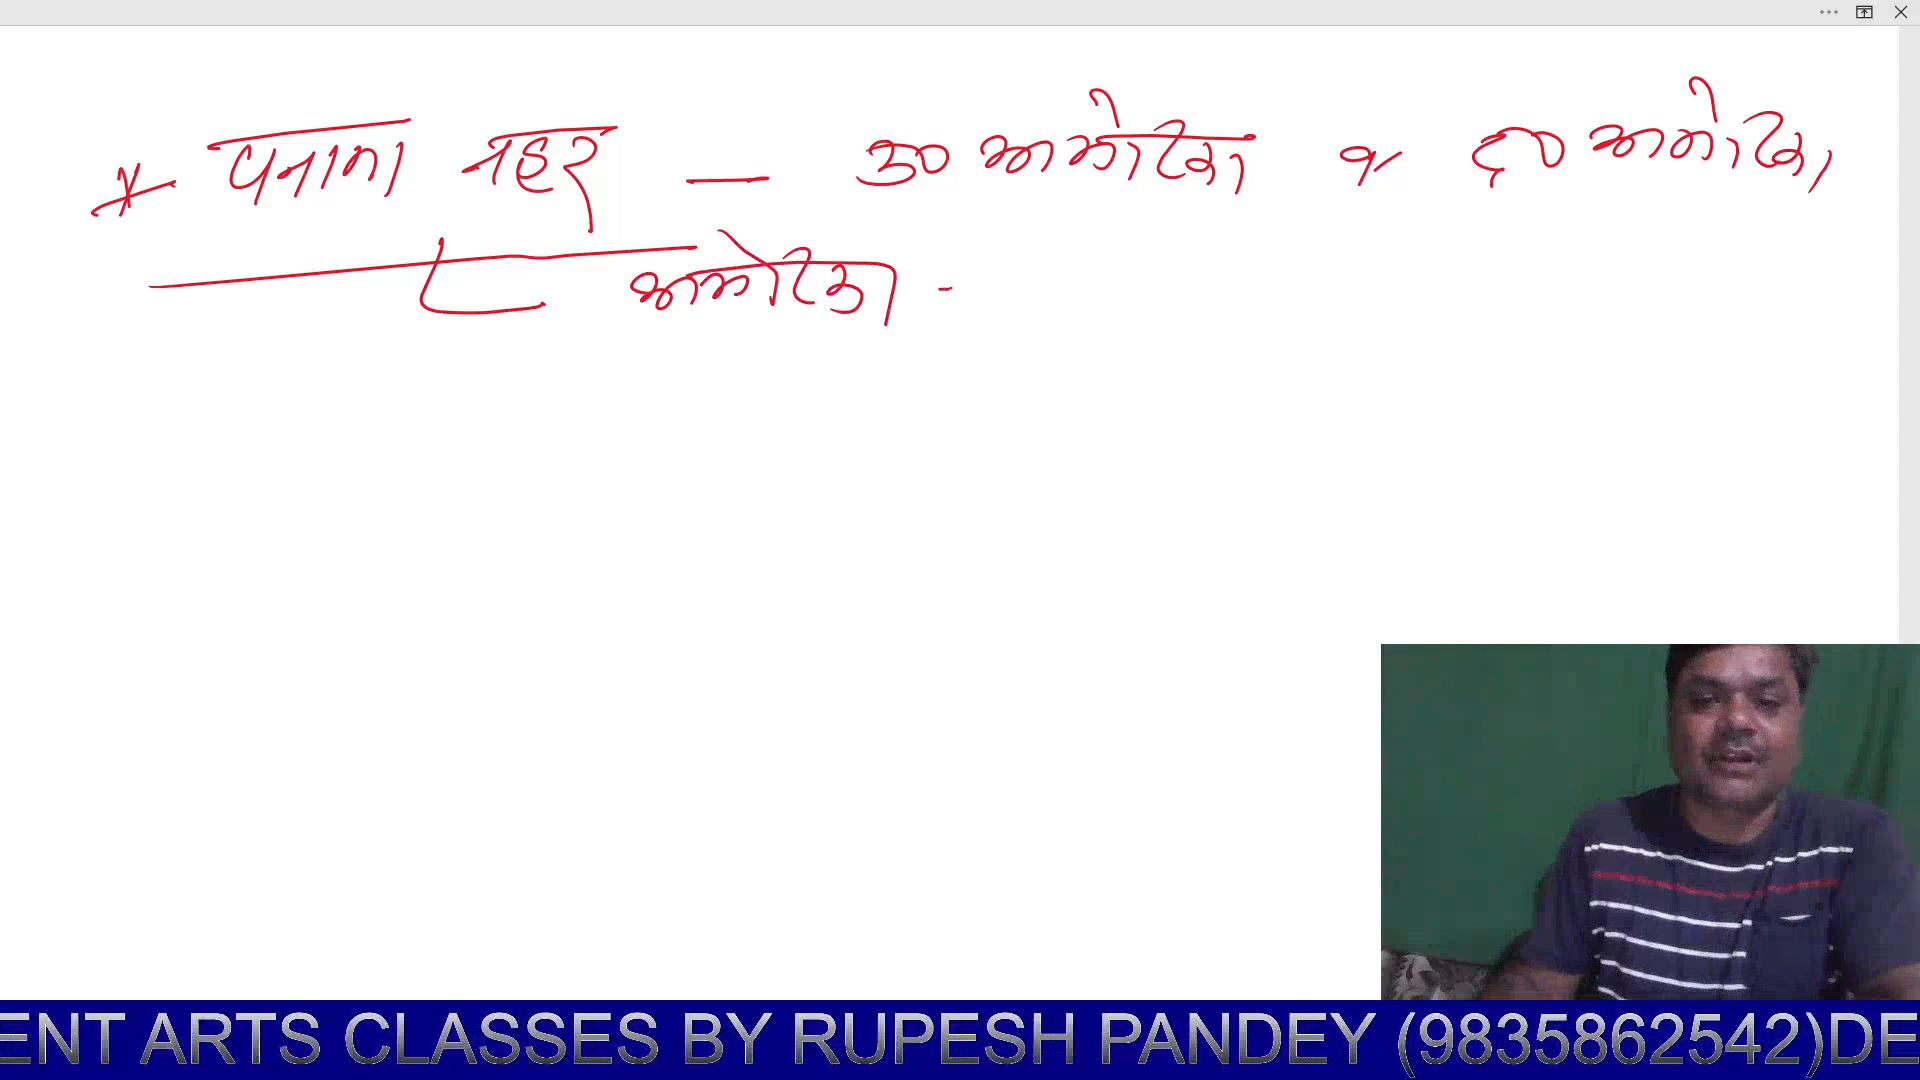 * पनामा नहर — उ० अमेरिका व द० अमेरिका
अमेरिका -
ENT ARTS CLASSES BY RUPESH PANDEY (9835862542)DE